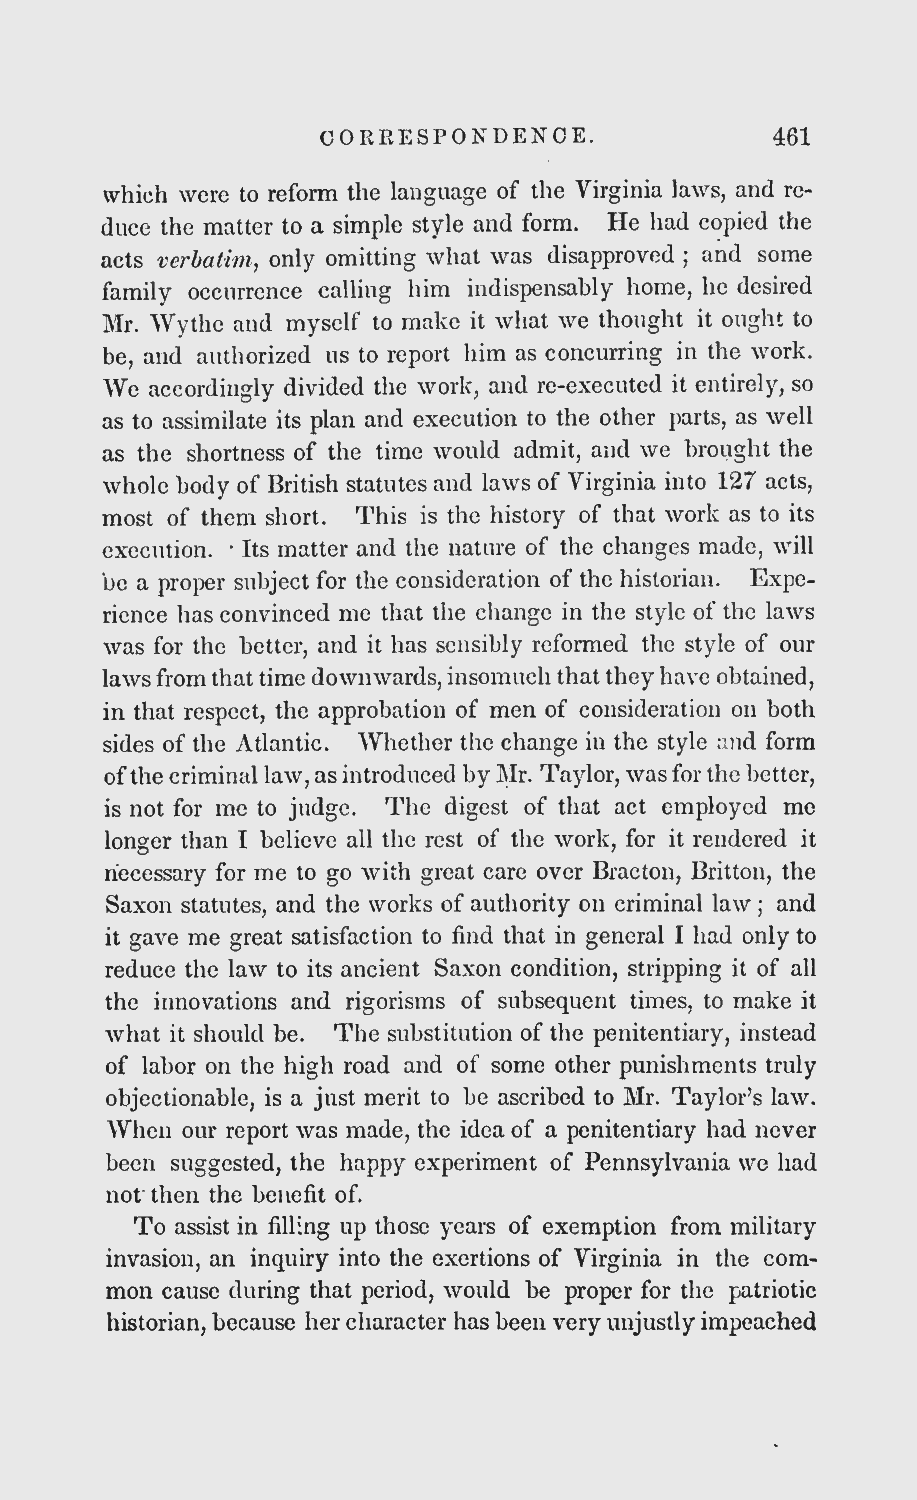 CORRESPONDENCE. 461
which were to reform the language of the Virginia laws, and re-
duce the matter to a simple style and form. He had copied the
acts verbatim, only omitting what was disapproved ; and some
family occurrence calling him indispensably home, he desired
Mr. Wythe and myself to make it what we thought it ought to
be, and authorized us to report him as concurring in the work.
We accordingly divided the work, and re-executed it entirely, so
as to assimilate its plan and execution to the other parts, as well
as the shortness of the time would admit, and we brought the
whole body of British statutes and laws of Virginia into 127 acts,
most of them short. This is the history of that work as to its
execution. Its matter and the nature of the changes made, will
be a proper subject for the consideration of the historian. Expe-
rience has convinced me that the change in the style of the laws
was for the better, and it has sensibly reformed the style of our
laws from that time downwards, insomuch that they have obtained,
in that respect, the approbation of men of consideration on both
sides of the Atlantic. Whether the change in the style and form
of the criminal law, as introduced by Mr. Taylor, was for the better,
is not for me to judge. The digest of that act employed me
longer than I believe all the rest of the work, for it rendered it
necessary for me to go with great care over Bracton, Britton, the
Saxon statutes, and the works of authority on criminal law ; and
it gave me great satisfaction to find that in general I had only to
reduce the law to its ancient Saxon condition, stripping it of all
the innovations and rigorisms of subsequent times, to make it
what it should be. The substitution of the penitentiary, instead
of labor on the high road and of some other punishments truly
objectionable, is a just merit to be ascribed to Mr. Taylor's law.
When our report was made, the idea of a penitentiary had never
been suggested, the happy experiment of Pennsylvania we had
not then the benefit of.
To assist in filling up those years of exemption from military
invasion, an inquiry into the exertions of Virginia in the com-
mon cause during that period, would be proper for the patriotic
historian, because her character has been very unjustly impeached